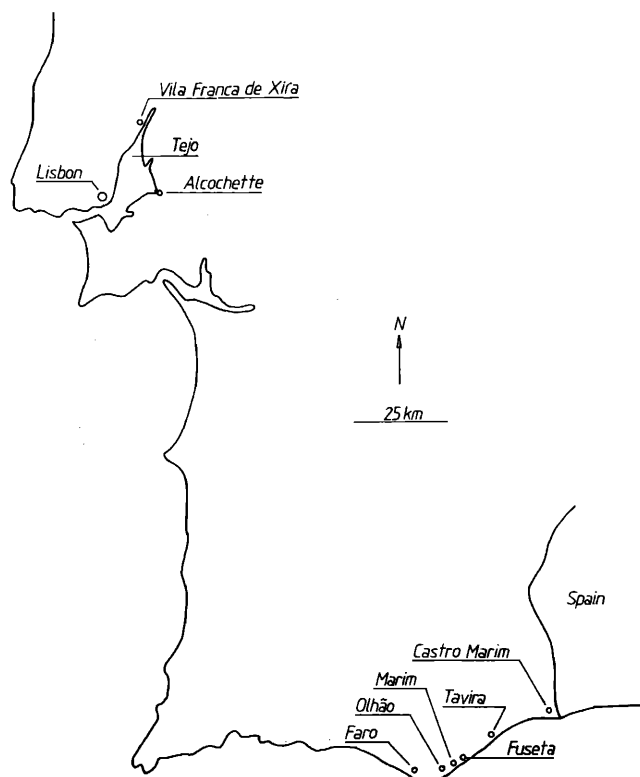 Vila Franca de Xira
Tejo
Lisbon
Alcochette
N
25 km
Spain
Castro Marim
Marim
Tavira
Olhão
Faro
Fuseta